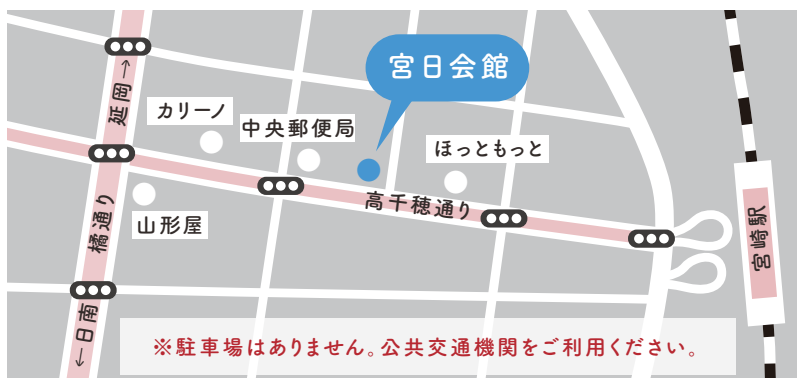 宮日会館
延岡→
カリーノ
中央郵便局
ほっともっと
高千穂通り
山形屋
橘通り
宮崎駅
←日南
※駐車場はありません。公共交通機関をご利用ください。